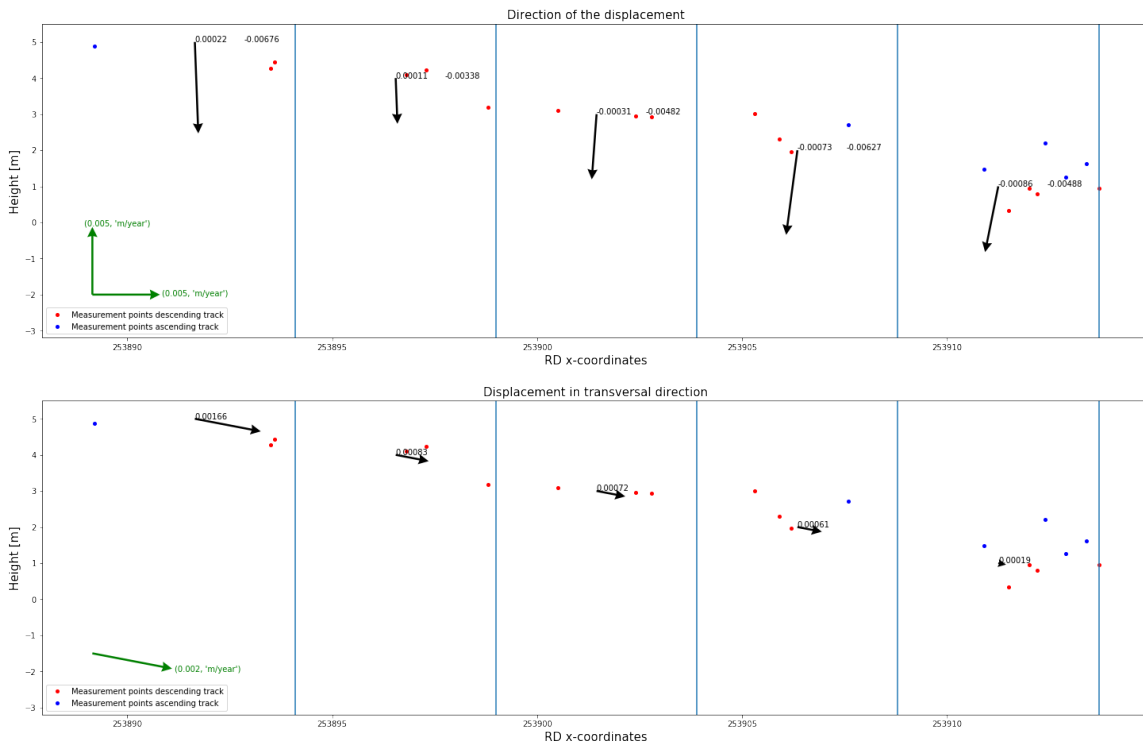 Direction of the displacement
Height [m]
5
4
3
2
1
0
−1
−2
−3
0.00022 -0.00676
0.00011 -0.00338
-0.00031 -0.00482
-0.00073 -0.00627
-0.00086 -0.00488
(0.005, 'm/year')
(0.005, 'm/year')
Measurement points descending track
Measurement points ascending track
253890 253895 253900 253905 253910
RD x-coordinates
Displacement in transversal direction
Height [m]
5
4
3
2
1
0
−1
−2
−3
0.00166
0.00083
0.00072
0.00061
0.00019
(0.002, 'm/year')
Measurement points descending track
Measurement points ascending track
253890 253895 253900 253905 253910
RD x-coordinates